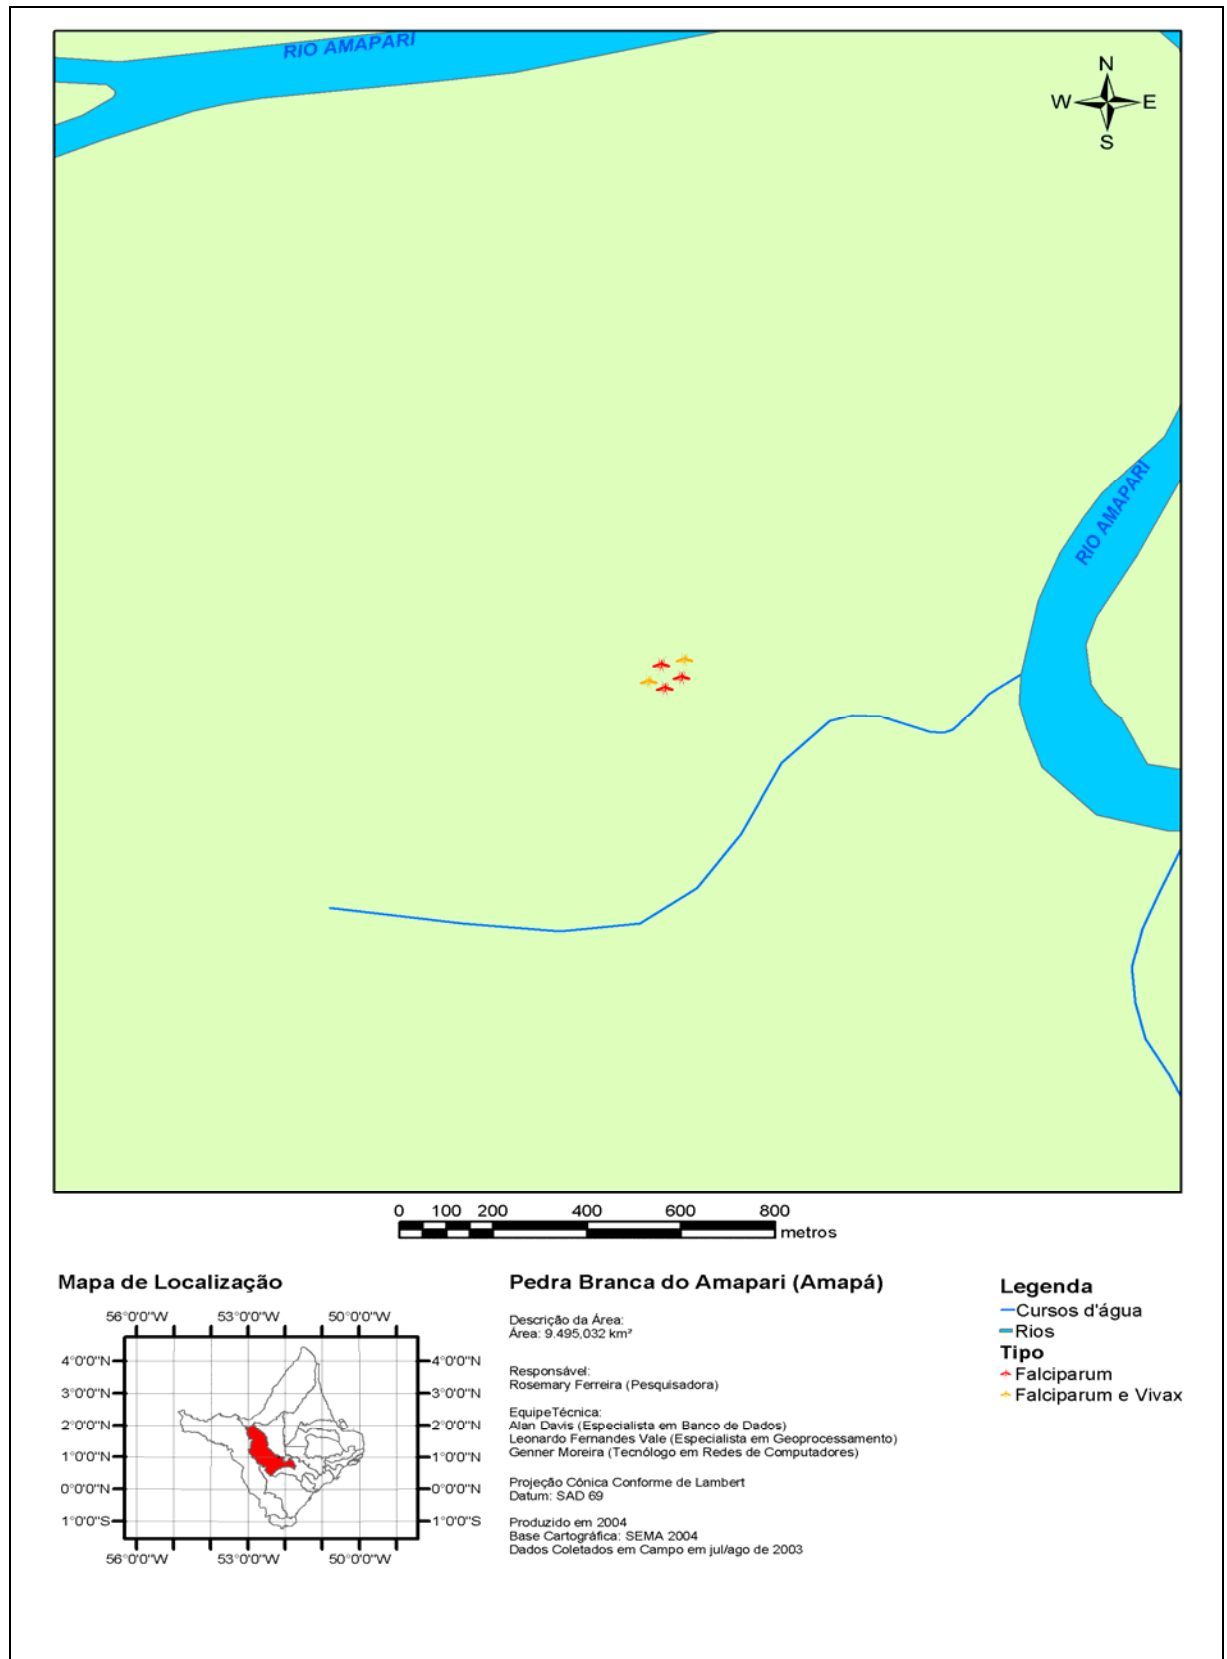 RIO AMAPARI
N
W E
S
RIO AMAPARI
0 100 200 400 600 800
metros
Mapa de Localização
56°0'0"W 53°0'0"W 50°0'0"W
4°0'0"N 4°0'0"N
3°0'0"N 3°0'0"N
2°0'0"N 2°0'0"N
1°0'0"N 1°0'0"N
0°0'0"N 0°0'0"N
1°0'0"S 1°0'0"S
56°0'0"W 53°0'0"W 50°0'0"W
Pedra Branca do Amapari (Amapá)
Descrição da Área:
Área: 9.495,032 km²
Responsável:
Rosemary Ferreira (Pesquisadora)
EquipeTécnica:
Alan Davis (Especialista em Banco de Dados)
Leonardo Fernandes Vale (Especialista em Geoprocessamento)
Genner Moreira (Tecnólogo em Redes de Computadores)
Projeção Cônica Conforme de Lambert
Datum: SAD 69
Produzido em 2004
Base Cartográfica: SEMA 2004
Dados Coletados em Campo em jul/ago de 2003
Legenda
Cursos d'água
Rios
Tipo
Falciparum
Falciparum e Vivax